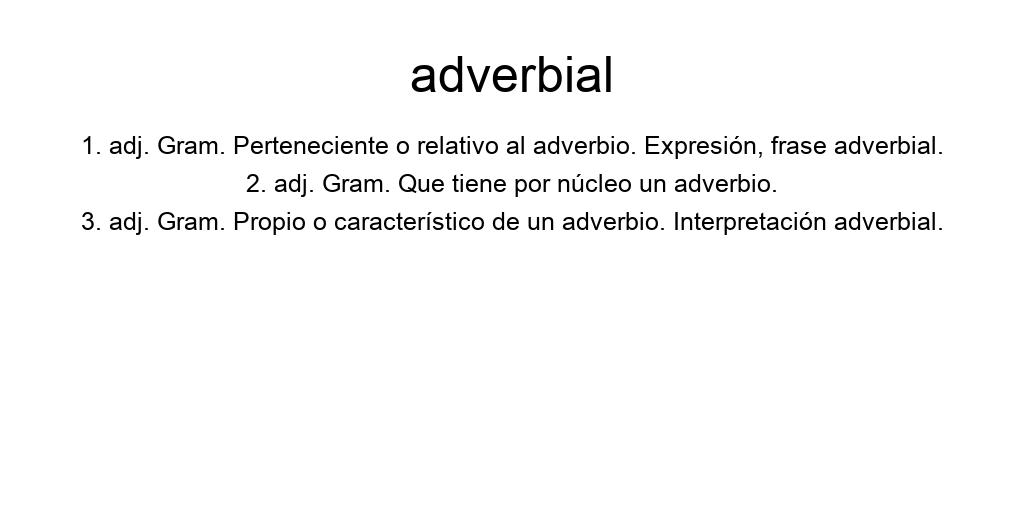 adverbial
1. adj. Gram. Perteneciente o relativo al adverbio. Expresión, frase adverbial.
2. adj. Gram. Que tiene por núcleo un adverbio.
3. adj. Gram. Propio o característico de un adverbio. Interpretación adverbial.